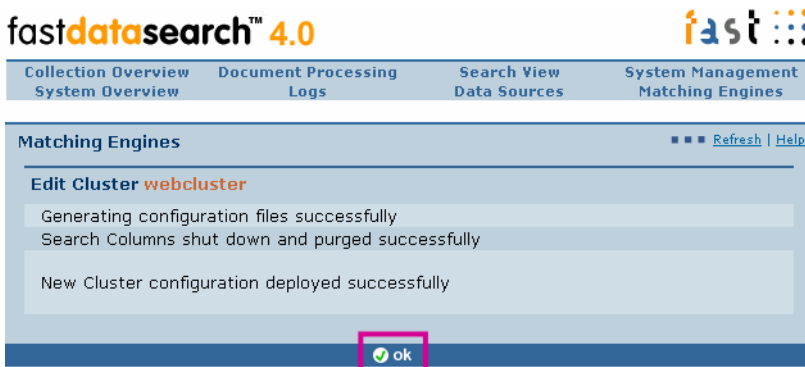 fastdatasearch™ 4.0
fast
Collection Overview Document Processing Search View System Management
System Overview Logs Data Sources Matching Engines
Matching Engines Refresh | Help
Edit Cluster webcluster
Generating configuration files successfully
Search Columns shut down and purged successfully
New Cluster configuration deployed successfully
ok